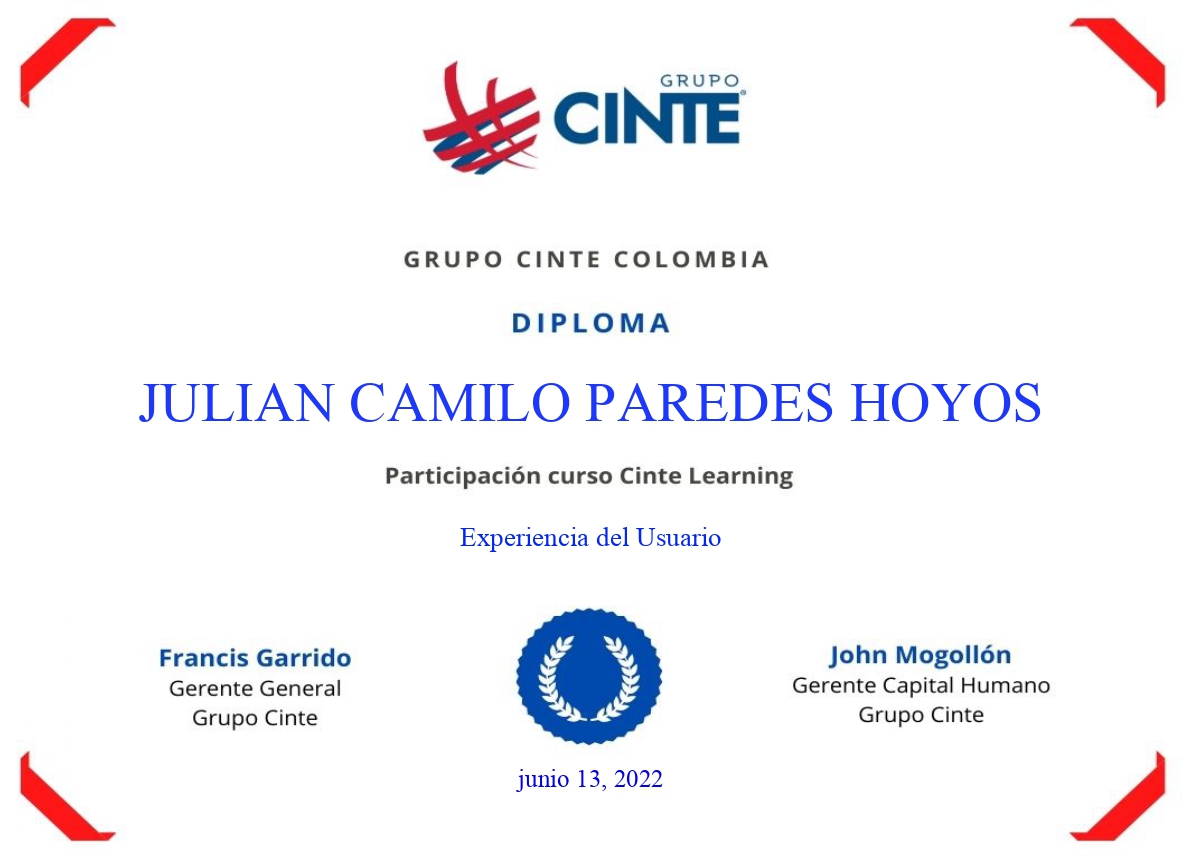 GRUPO
CINTE®
GRUPO CINTE COLOMBIA
DIPLOMA
JULIAN CAMILO PAREDES HOYOS
Participación curso Cinte Learning
Experiencia del Usuario
Francis Garrido
Gerente General
Grupo Cinte
John Mogollón
Gerente Capital Humano
Grupo Cinte
junio 13, 2022